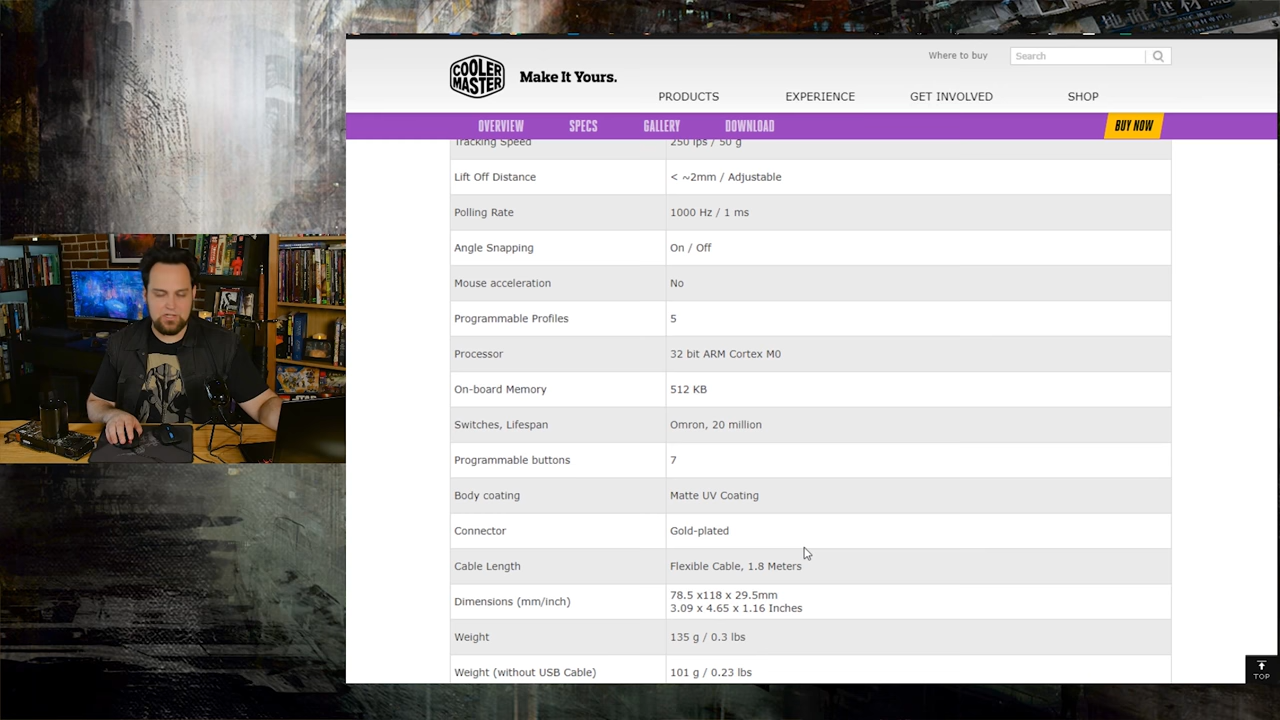 COOLER
MASTER
Make It Yours.
Where to buy
Search
PRODUCTS
EXPERIENCE
GET INVOLVED
SHOP
OVERVIEW
SPECS
GALLERY
DOWNLOAD
BUY NOW
Tracking Speed
250 ips / 50 g
Lift Off Distance
< ~2mm / Adjustable
Polling Rate
1000 Hz / 1 ms
Angle Snapping
On / Off
Mouse acceleration
No
Programmable Profiles
5
Processor
32 bit ARM Cortex M0
On-board Memory
512 KB
Switches, Lifespan
Omron, 20 million
Programmable buttons
7
Body coating
Matte UV Coating
Connector
Gold-plated
Cable Length
Flexible Cable, 1.8 Meters
Dimensions (mm/inch)
78.5 x118 x 29.5mm
3.09 x 4.65 x 1.16 Inches
Weight
135 g / 0.3 lbs
Weight (without USB Cable)
101 g / 0.23 lbs
TOP